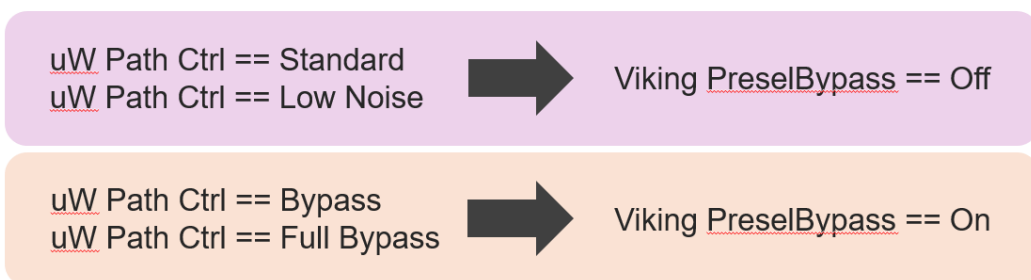 uW Path Ctrl == Standard
uW Path Ctrl == Low Noise
Viking PreselBypass == Off
uW Path Ctrl == Bypass
uW Path Ctrl == Full Bypass
Viking PreselBypass == On